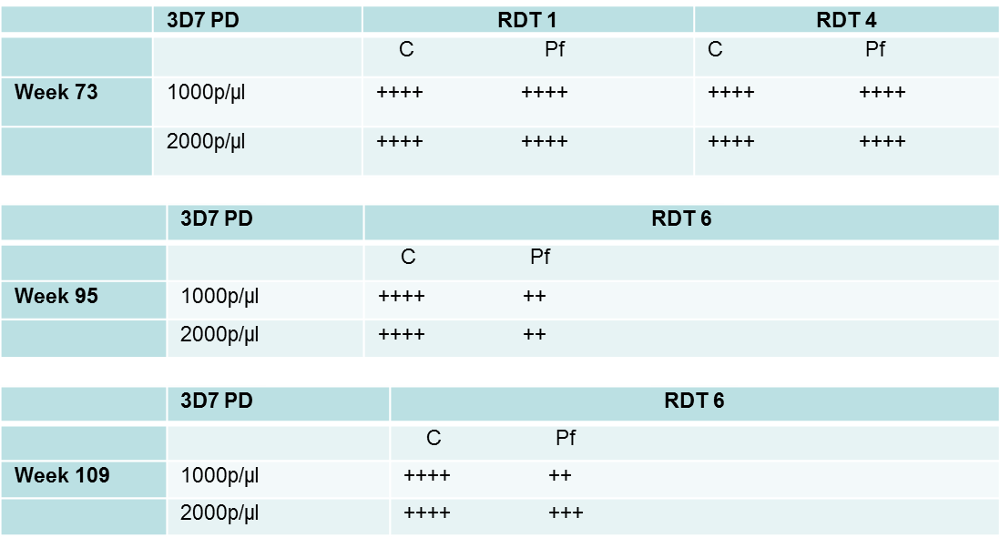 3D7 PD RDT 1 RDT 4
C Pf C Pf
Week 73 1000p/µl ++++ ++++ ++++ ++++
2000p/µl ++++ ++++ ++++ ++++
3D7 PD RDT 6
C Pf
Week 95 1000p/µl ++++ ++
2000p/µl ++++ ++
3D7 PD RDT 6
C Pf
Week 109 1000p/µl ++++ ++
2000p/µl ++++ +++